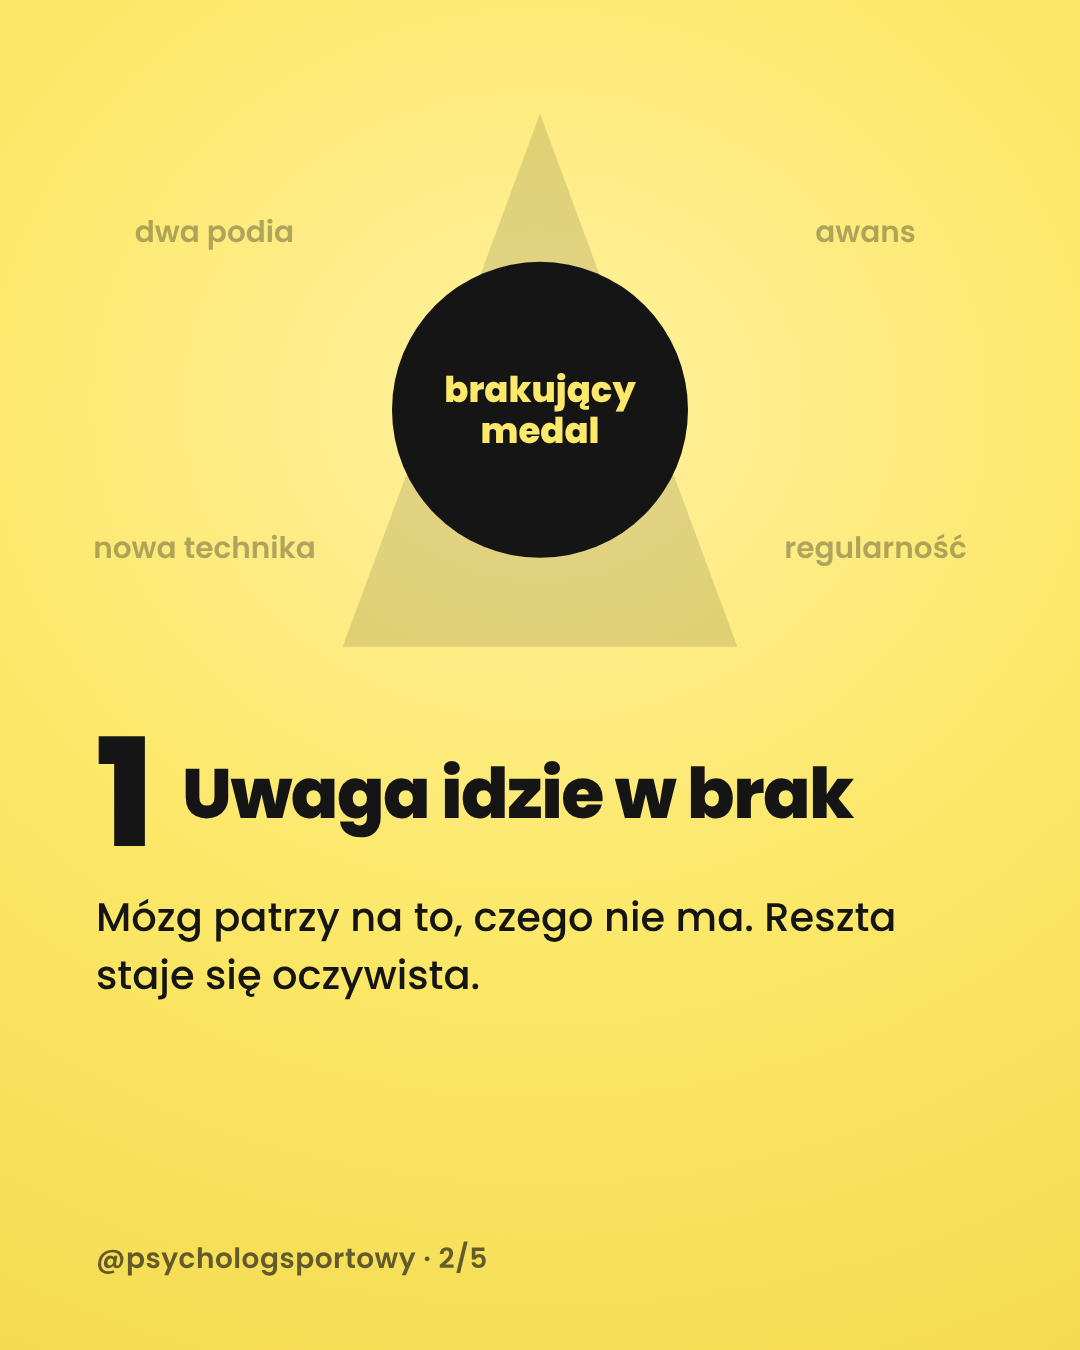 dwa podia
awans
brakujący
medal
nowa technika
regularność
1 Uwaga idzie w brak
Mózg patrzy na to, czego nie ma. Reszta
staje się oczywista.
@psychologsportowy · 2/5